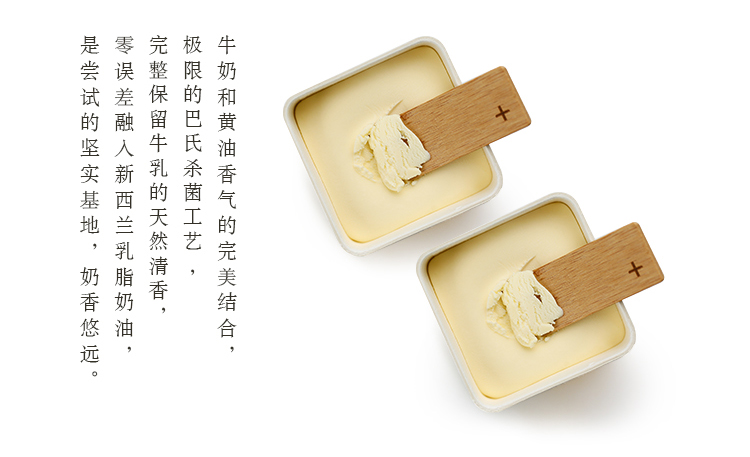 牛奶和黄油香气的完美结合，
极限的巴氏杀菌工艺，
完整保留牛乳的天然清香，
零误差融入新西兰乳脂奶油，
是尝试的坚实基地，奶香悠远。